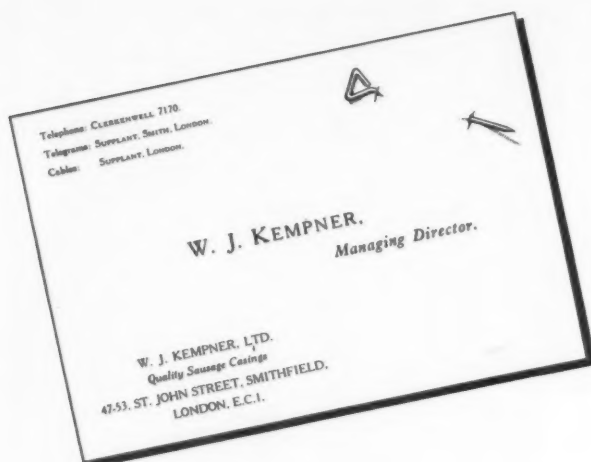 Telephone: CLERKENWELL 7170.
Telegrams: SUPPLANT, SMITH, LONDON.
Cables: SUPPLANT, LONDON.
W. J. KEMPNER,
Managing Director.
W. J. KEMPNER, LTD.
Quality Sausage Casings
47-53, ST. JOHN STREET, SMITHFIELD,
LONDON, E.C.1.